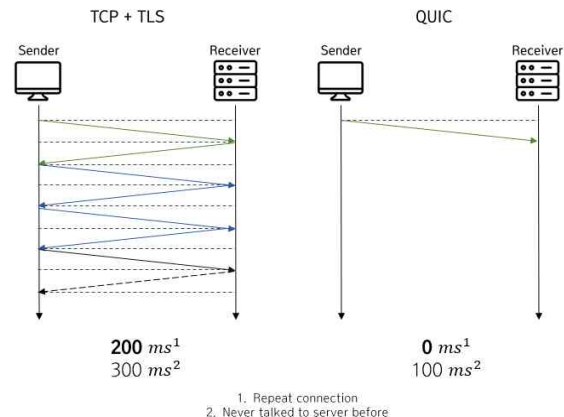 TCP + TLS
QUIC
Sender
Receiver
Sender
Receiver
200 ms¹
300 ms²
0 ms¹
100 ms²
1. Repeat connection
2. Never talked to server before